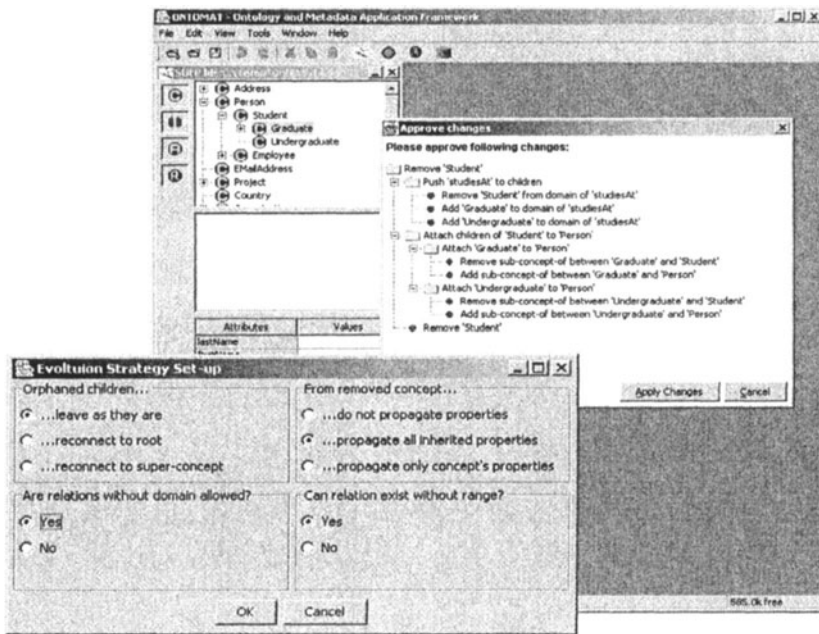 ONTOMAT - Ontology and Metadata Application Framework
File Edit View Tools Window Help
Address
Person
Student
Graduate
Undergraduate
Employee
EMailAddress
Project
Country
Attributes Values
lastName
Approve changes
Please approve following changes:
Remove 'Student'
Push 'studiesAt' to children
Remove 'Student' from domain of 'studiesAt'
Add 'Graduate' to domain of 'studiesAt'
Add 'Undergraduate' to domain of 'studiesAt'
Attach children of 'Student' to 'Person'
Attach 'Graduate' to 'Person'
Remove sub-concept-of between 'Graduate' and 'Student'
Add sub-concept-of between 'Graduate' and 'Person'
Attach 'Undergraduate' to 'Person'
Remove sub-concept-of between 'Undergraduate' and 'Student'
Add sub-concept-of between 'Undergraduate' and 'Person'
Remove 'Student'
Apply Changes Cancel
Evoltuion Strategy Set-up
Orphaned children...
...leave as they are
...reconnect to root
...reconnect to super-concept
From removed concept...
...do not propagate properties
...propagate all inherited properties
...propagate only concept's properties
Are relations without domain allowed?
Yes
No
Can relation exist without range?
Yes
No
OK Cancel